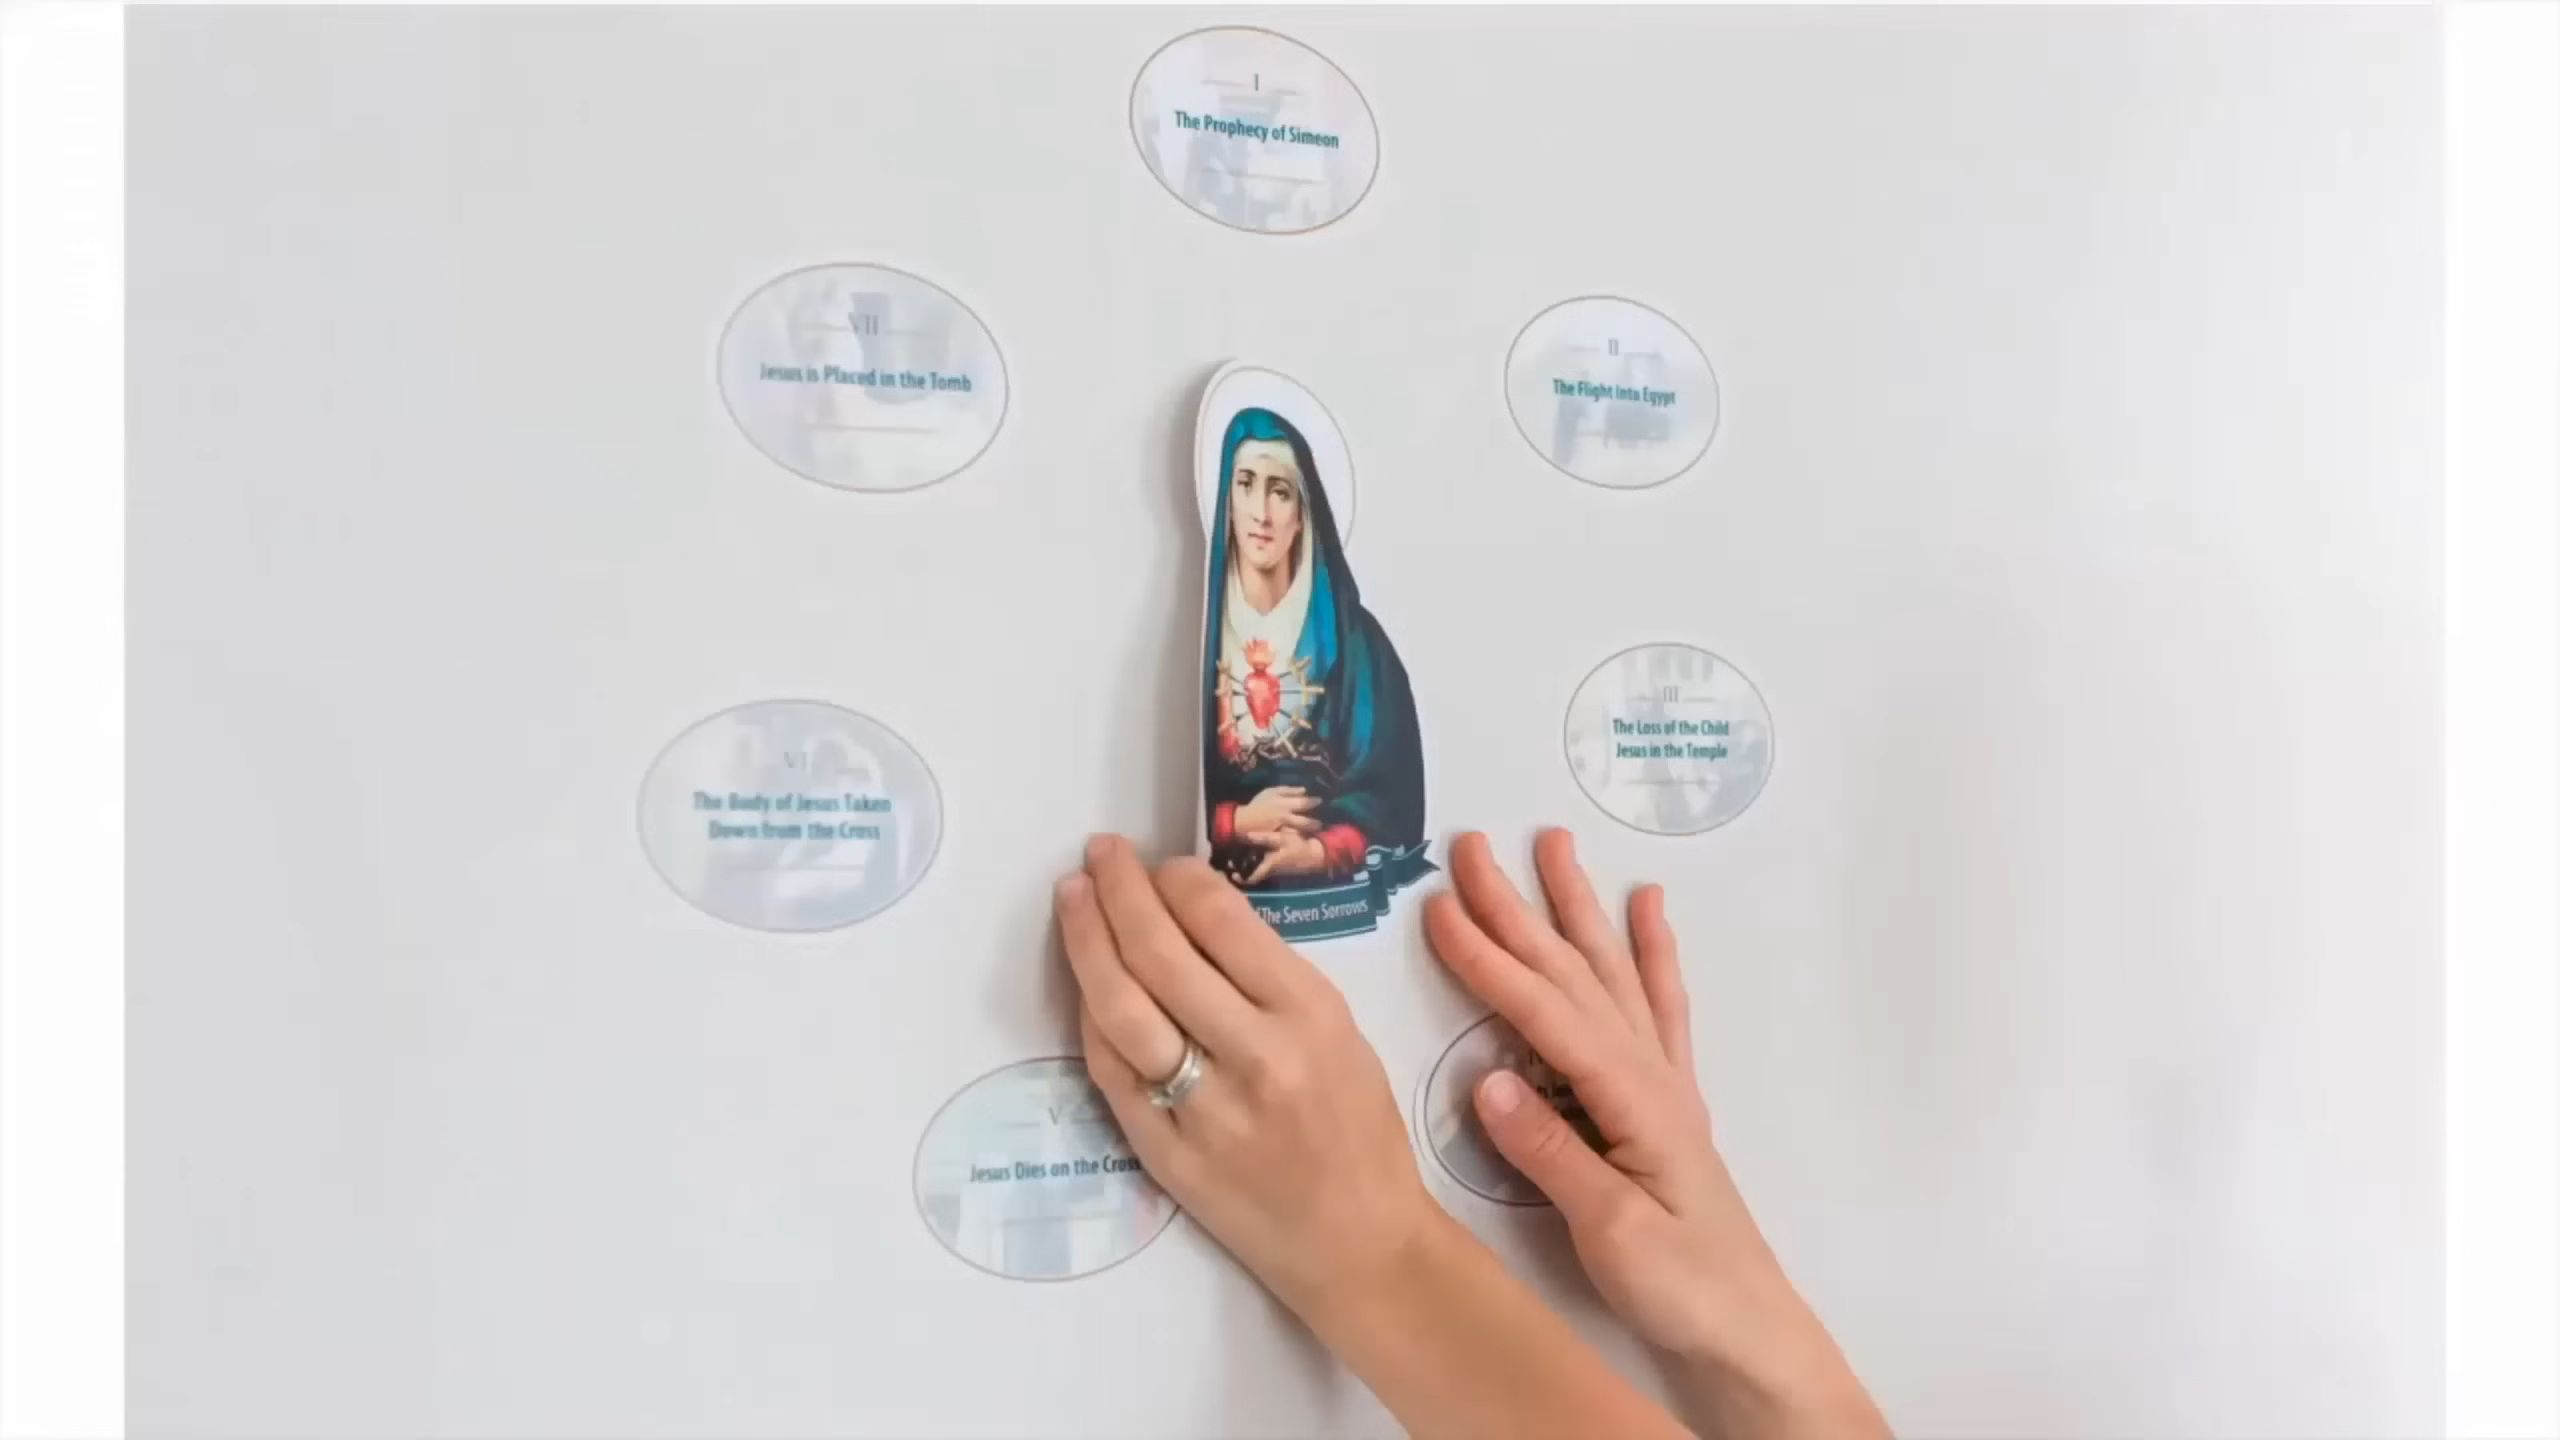 I
The Prophecy of Simeon
II
The Flight Into Egypt
III
The Loss of the Child
Jesus in the Temple
V
Jesus Dies on the Cross
VI
The Body of Jesus Taken
Down from the Cross
VII
Jesus is Placed in the Tomb
The Seven Sorrows